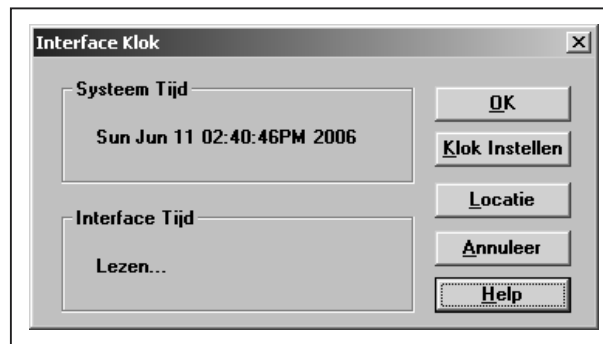 Interface Klok
Systeem Tijd
Sun Jun 11 02:40:46PM 2006
Interface Tijd
Lezen...
OK
Klok Instellen
Locatie
Annuleer
Help